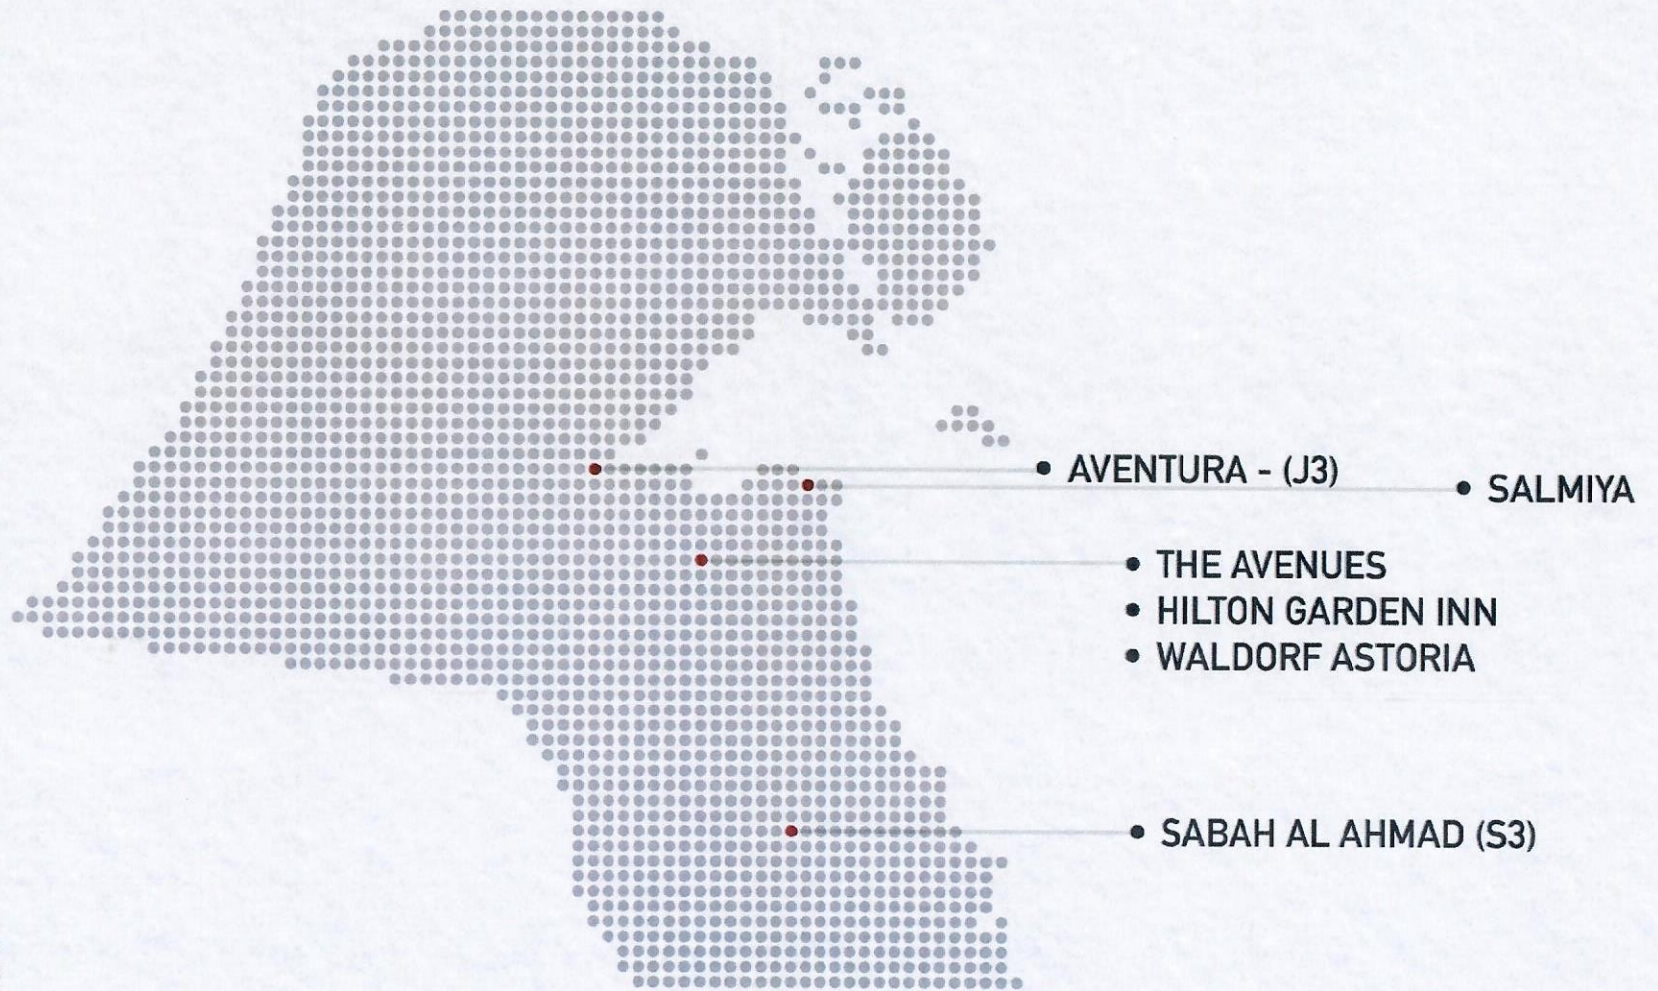 AVENTURA - (J3)
SALMIYA
THE AVENUES
HILTON GARDEN INN
WALDORF ASTORIA
SABAH AL AHMAD (S3)